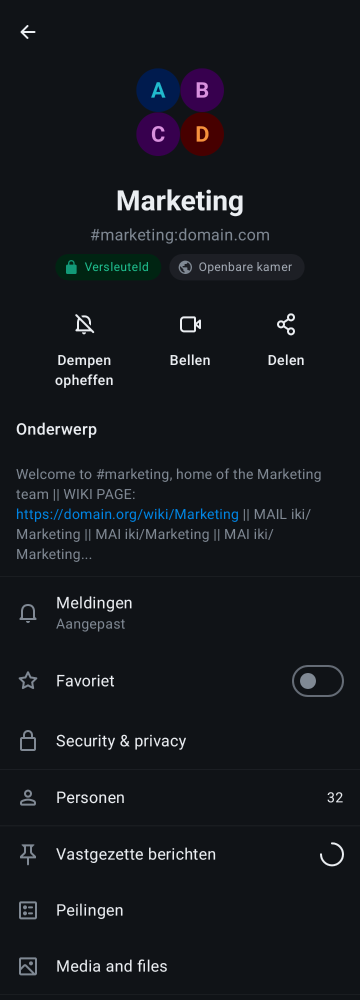 A B
C D
Marketing
#marketing:domain.com
Versleuteld Openbare kamer
Dempen opheffen Bellen Delen
Onderwerp
Welcome to #marketing, home of the Marketing
team || WIKI PAGE:
https://domain.org/wiki/Marketing || MAIL iki/
Marketing || MAI iki/Marketing || MAI iki/
Marketing...
Meldingen
Aangepast
Favoriet
Security & privacy
Personen 32
Vastgezette berichten
Peilingen
Media and files